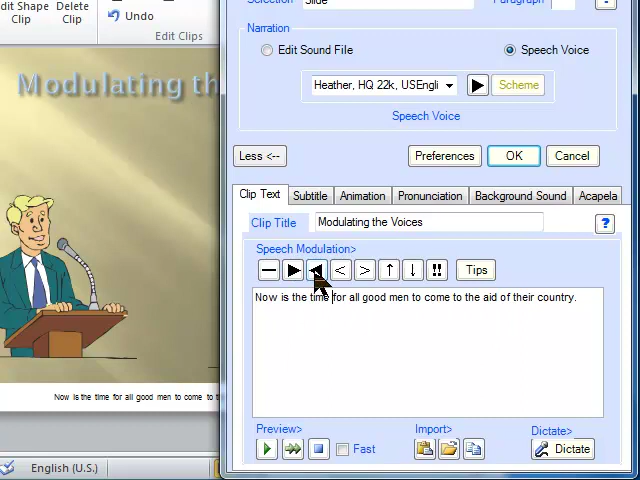 dit Shape Delete
Clip Clip
Undo
Edit Clips
Selection Slide Paragraph
Narration
Edit Sound File Speech Voice
Heather, HQ 22k, USEngli Scheme
Speech Voice
Less <-- Preferences OK Cancel
Clip Text Subtitle Animation Pronunciation Background Sound Acapela
Clip Title Modulating the Voices ?
Speech Modulation>
< > ↑ ↓ !! Tips
Now is the time for all good men to come to the aid of their country.
Modulating th
Now is the time for all good men to come to t
Preview> Import> Dictate>
Fast Dictate
English (U.S.)